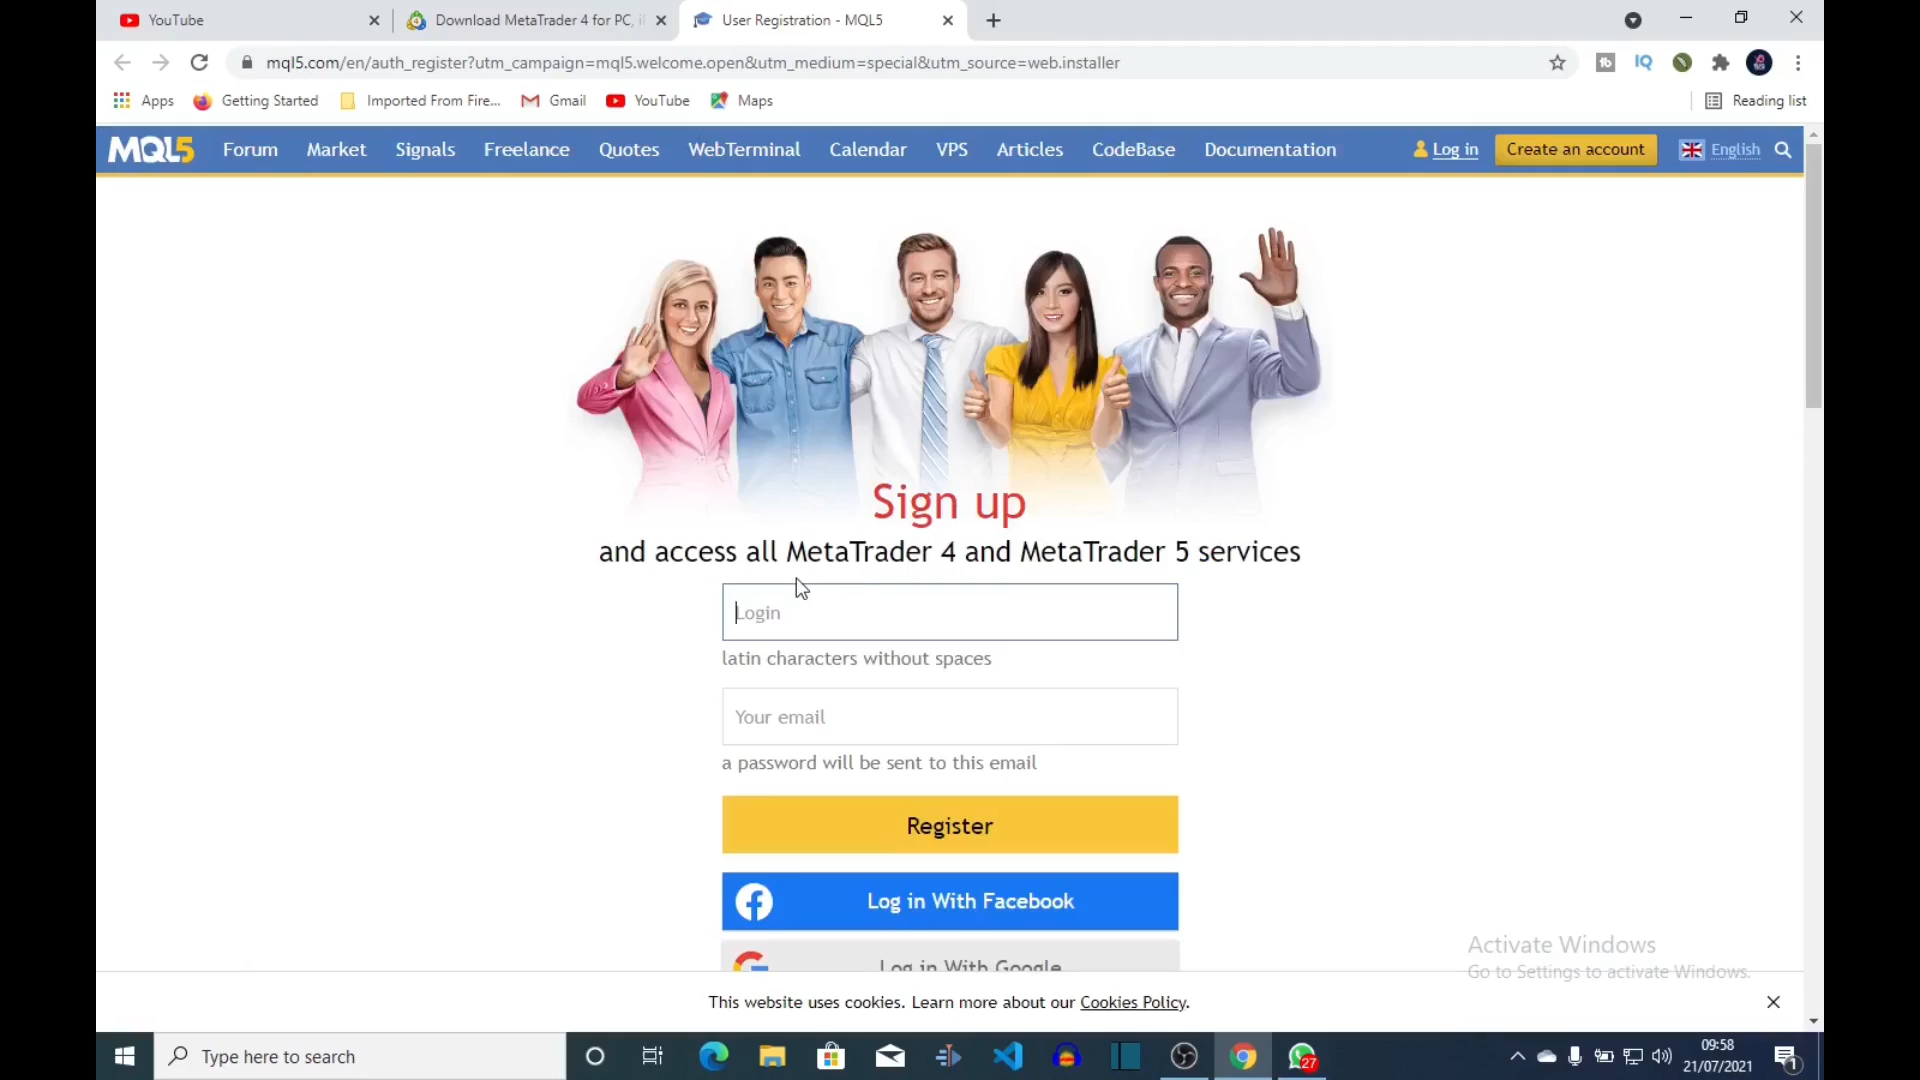 YouTube
Download MetaTrader 4 for PC, i
User Registration - MQL5
mql5.com/en/auth_register?utm_campaign=mql5.welcome.open&utm_medium=special&utm_source=web.installer
Apps
Getting Started
Imported From Fire...
Gmail
YouTube
Maps
Reading list
MQL5
Forum
Market
Signals
Freelance
Quotes
WebTerminal
Calendar
VPS
Articles
CodeBase
Documentation
Log in
Create an account
English
Sign up
and access all MetaTrader 4 and MetaTrader 5 services
Login
latin characters without spaces
Your email
a password will be sent to this email
Register
Log in With Facebook
Log in With Google
Activate Windows
Go to Settings to activate Windows.
This website uses cookies. Learn more about our Cookies Policy.
Type here to search
27
09:58
21/07/2021
1